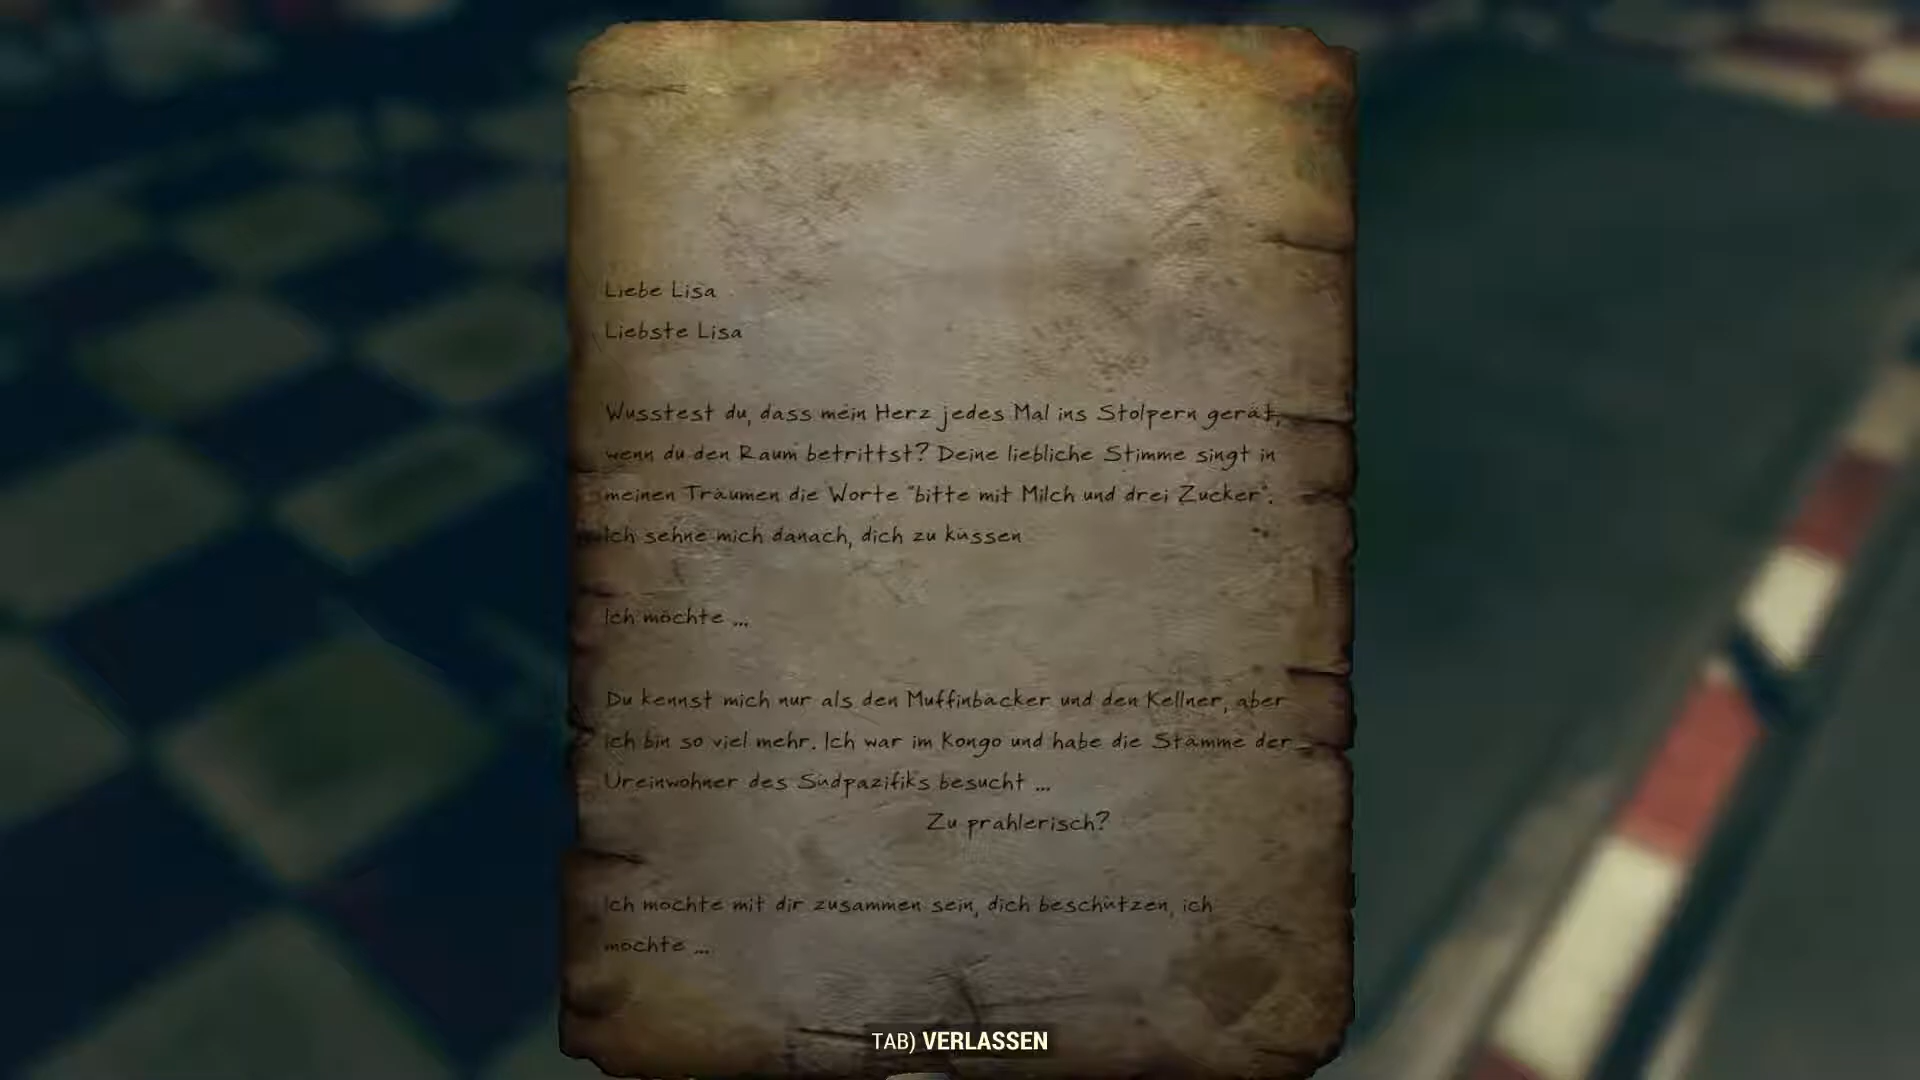 Liebe Lisa
Liebste Lisa
Wusstest du, dass mein Herz jedes Mal ins Stolpern gerät,
wenn du den Raum betrittst? Deine liebliche Stimme singt in
meinen Träumen die Worte "bitte mit Milch und drei Zucker".
Ich sehne mich danach, dich zu küssen
Ich möchte ...
Du kennst mich nur als den Muffinbäcker und den Kellner, aber
ich bin so viel mehr. Ich war im Kongo und habe die Stämme der
Ureinwohner des Südpazifiks besucht ...
Zu prahlerisch?
Ich möchte mit dir zusammen sein, dich beschützen, ich
möchte ...
TAB) VERLASSEN